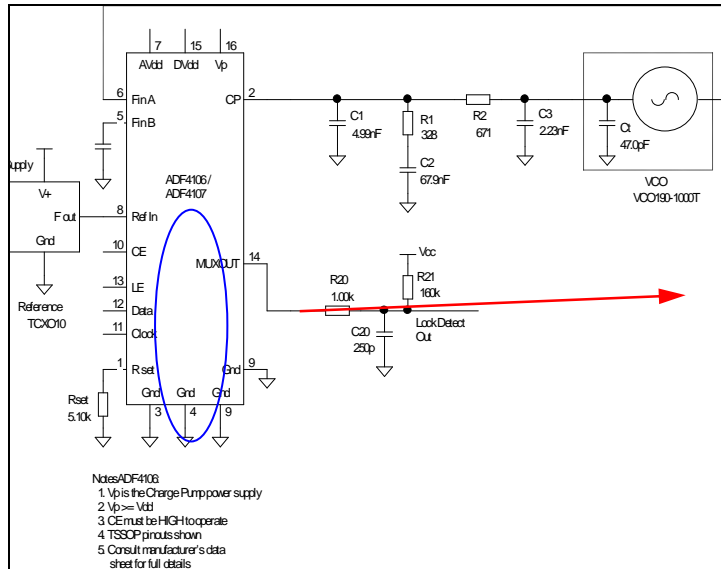 7
15
16
AVdd
DVdd
Vp
6
Fin A
CP
2
5
Fin B
C1
4.99nF
R1
328
R2
671
C3
2.23nF
Ct
47.0pF
C2
67.9nF
VCO
VCO190-1000T
Supply
V+
F out
Gnd
Reference
TCXO10
ADF4106/
ADF4107
8
Ref In
10
CE
MUXOUT
14
13
LE
12
Data
11
Clock
1
Rset
Gnd
9
Rset
5.10k
Gnd
Gnd
Gnd
3
4
9
Vcc
R20
1.00k
R21
160k
C20
250p
Lock Detect
Out
Notes ADF4106:
1. Vp is the Charge Pump power supply
2. Vp >= Vdd
3. CE must be HIGH to operate
4. TSSOP pinouts shown
5. Consult manufacturer's data
sheet for full details